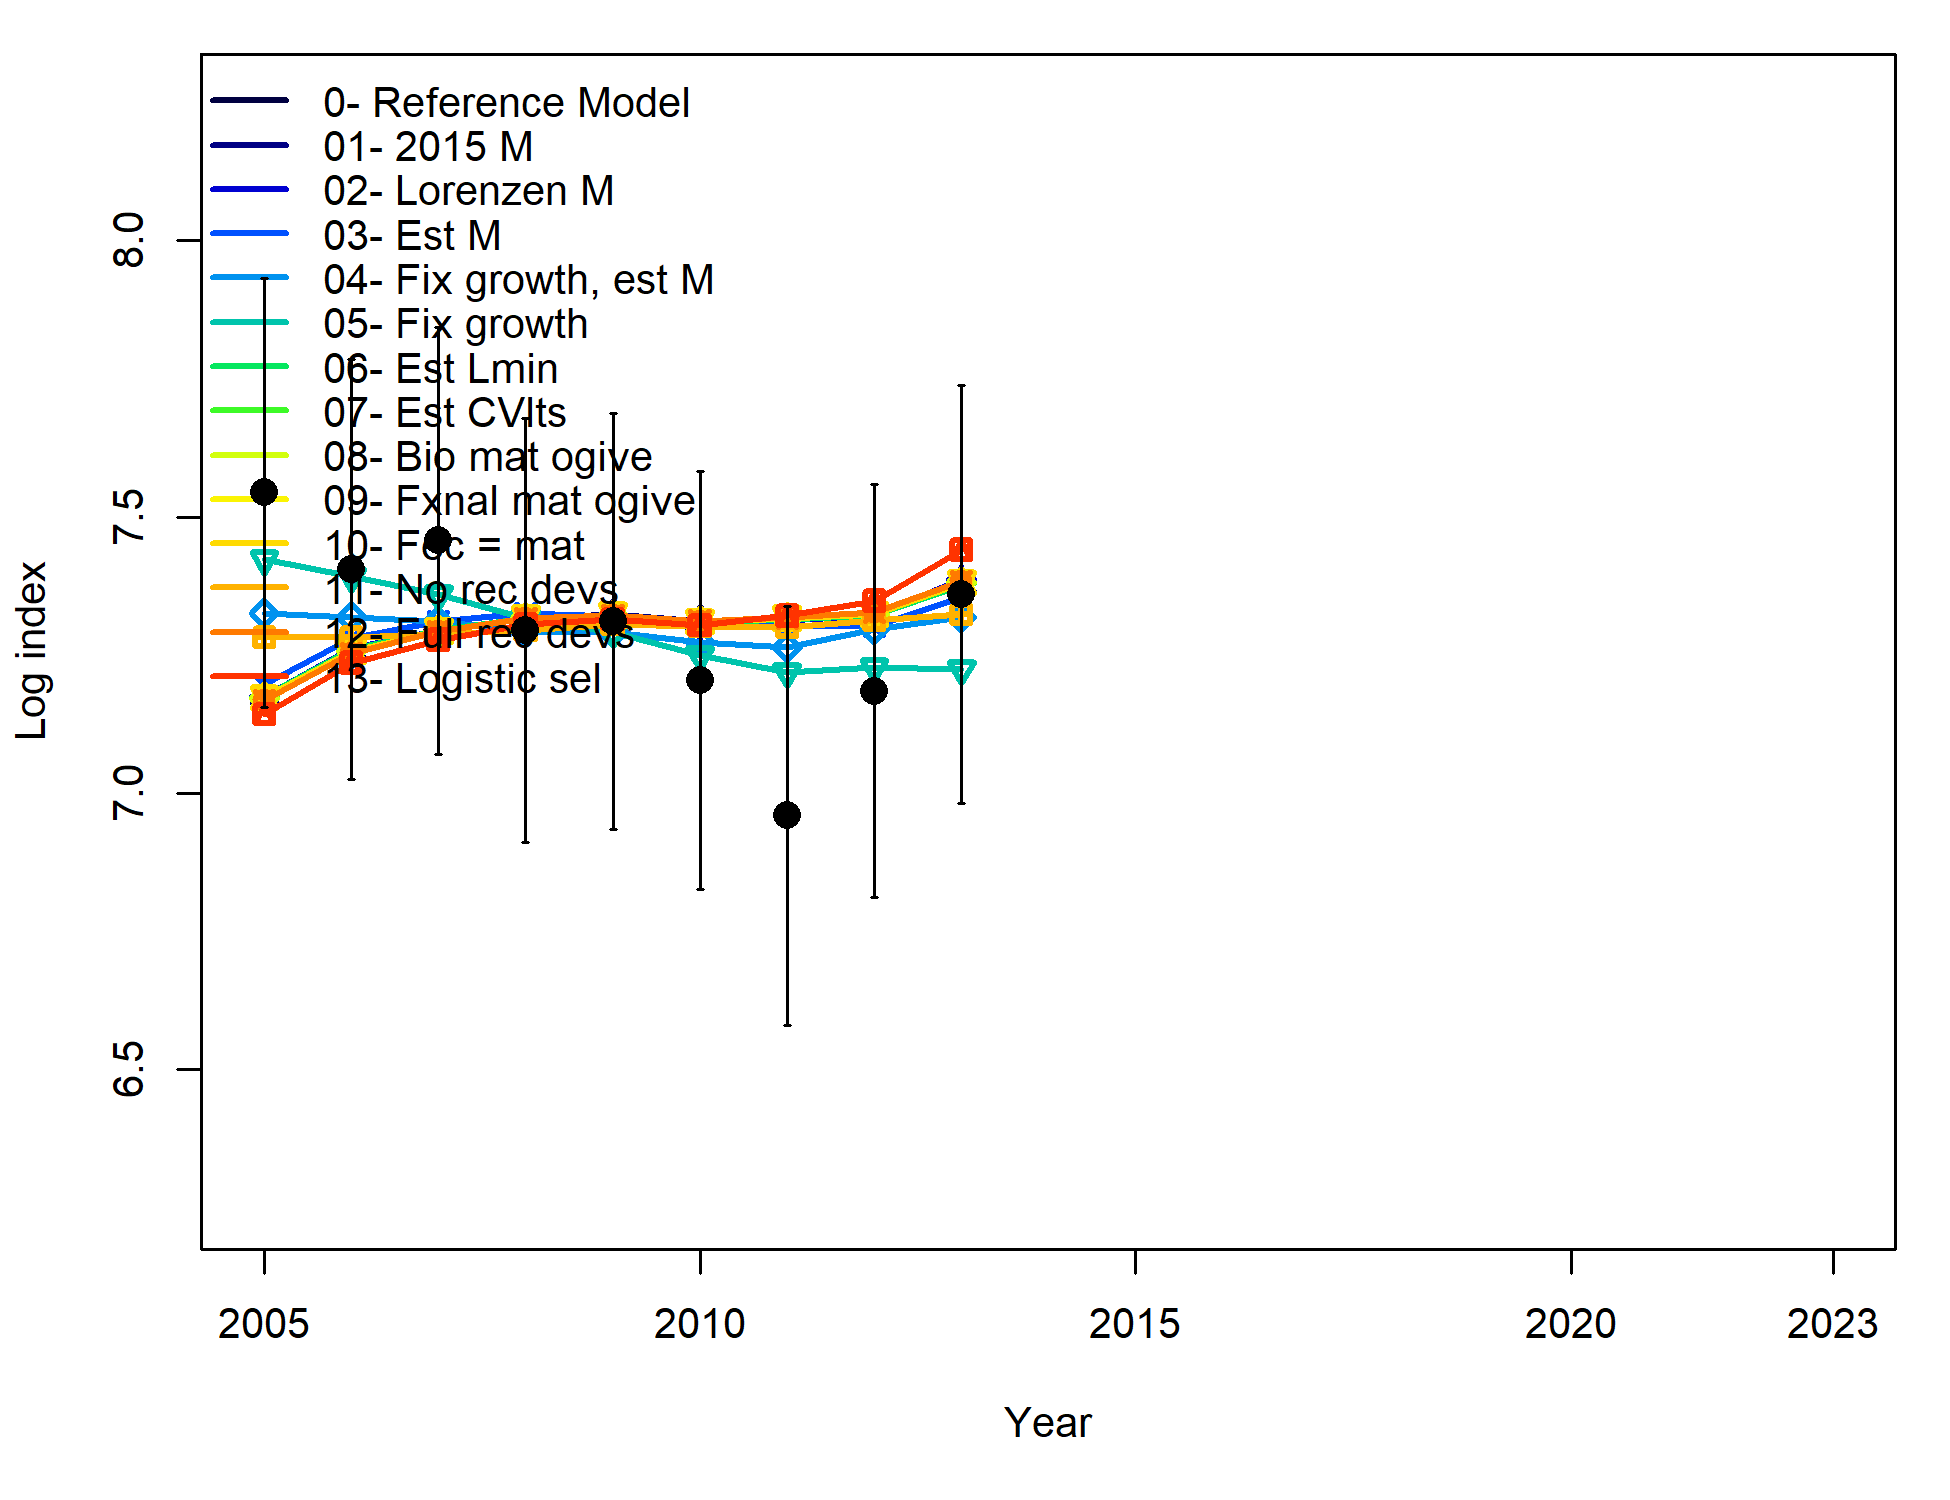 0- Reference Model
01- 2015 M
02- Lorenzen M
03- Est M
04- Fix growth, est M
05- Fix growth
06- Est Lmin
07- Est CVlts
08- Bio mat ogive
09- Fxnal mat ogive
10- Fec = mat
11- No rec devs
12- Full rec devs
13- Logistic sel
8.0
7.5
7.0
6.5
Log index
2005
2010
2015
2020
2023
Year